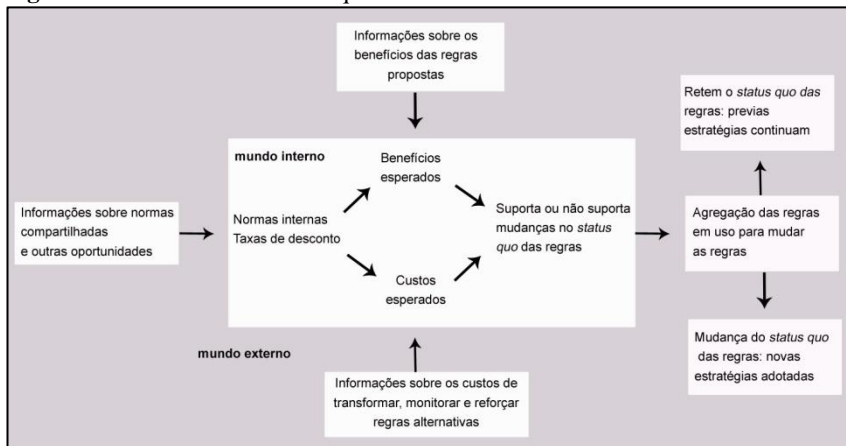 Informações sobre os
benefícios das regras
propostas
Retem o status quo das
regras: previas
estratégias continuam
mundo interno
Benefícios
esperados
Informações sobre normas
compartilhadas
e outras oportunidades
Normas internas
Taxas de desconto
Suporta ou não suporta
mudanças no status
quo das regras
Agregação das regras
em uso para mudar
as regras
Custos
esperados
mundo externo
Mudança do status quo
das regras: novas
estratégias adotadas
Informações sobre os custos de
transformar, monitorar e reforçar
regras alternativas